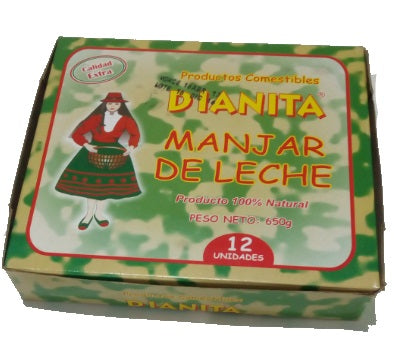 Calidad
Extra
Productos Comestibles
DIANITA®
MANJAR
DE LECHE
Producto 100% Natural
PESO NETO- 650g
12
UNIDADES
DIANITA